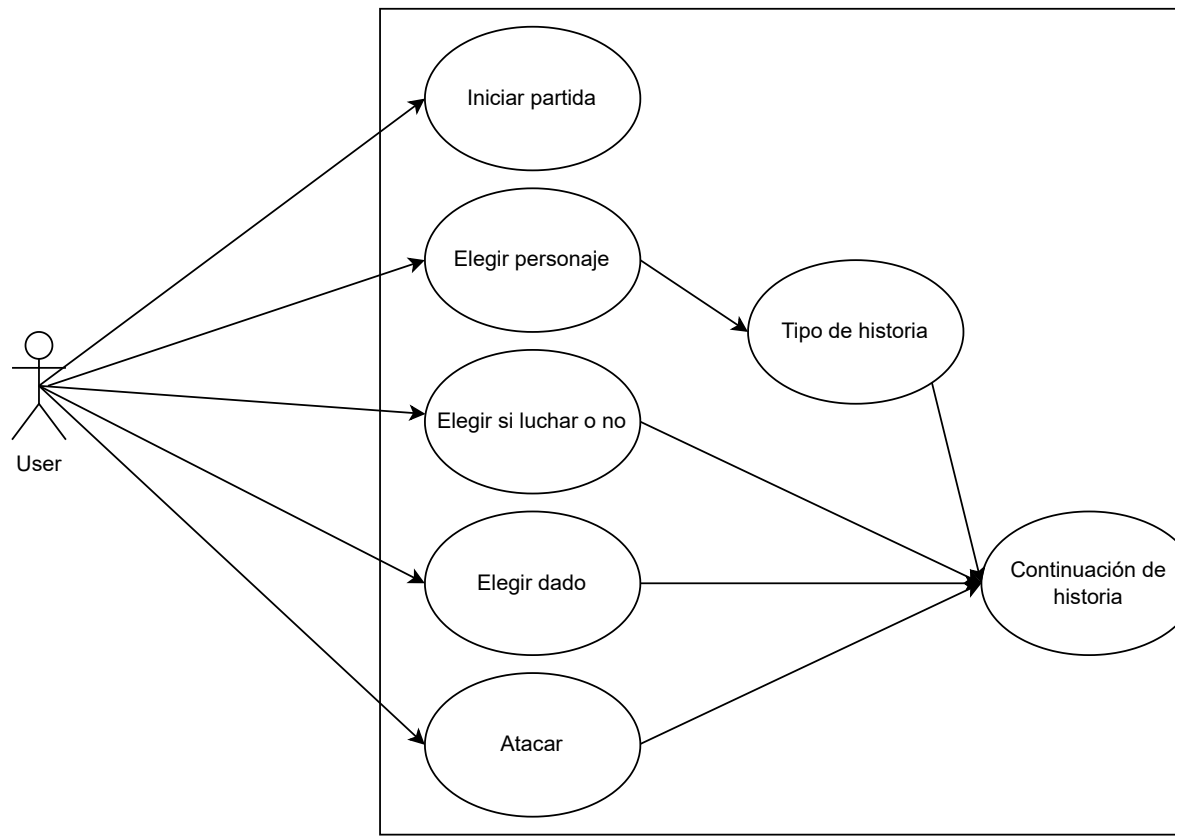 Iniciar partida
Elegir personaje
Tipo de historia
Elegir si luchar o no
User
Elegir dado
Continuación de
historia
Atacar